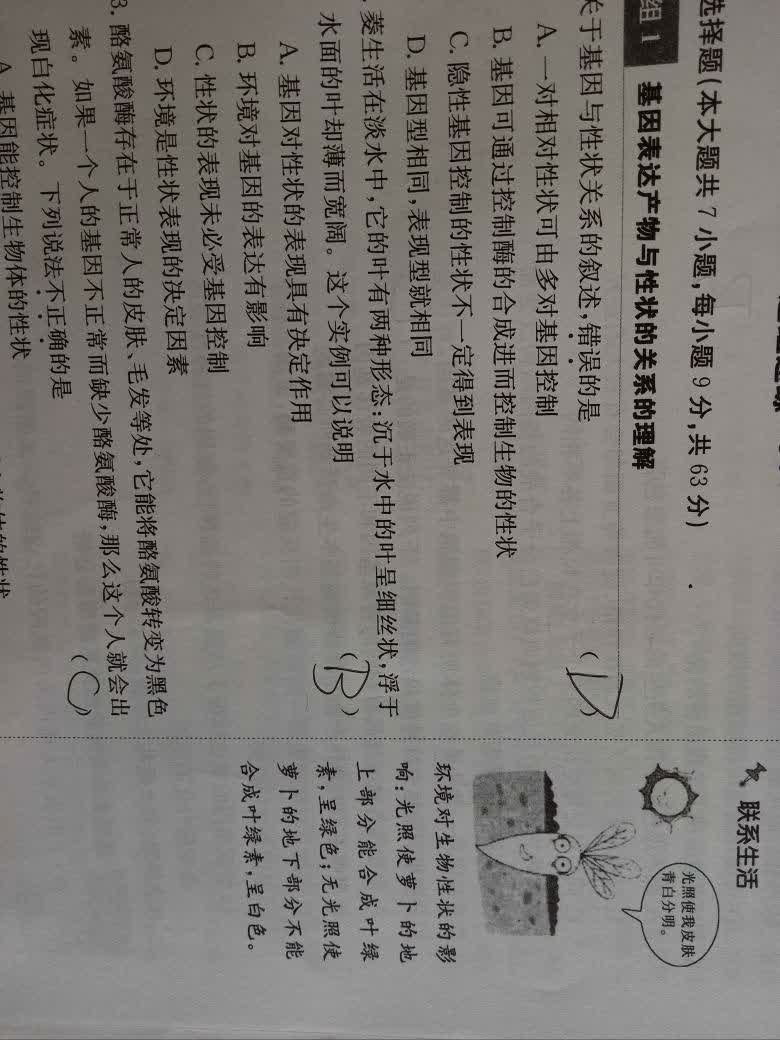 选择题(本大题共7小题,每小题9分,共63分)
组1 基因表达产物与性状的关系的理解
关于基因与性状关系的叙述,错误的是
(D)
A. 一对相对性状可由多对基因控制
B. 基因可通过控制酶的合成进而控制生物的性状
C. 隐性基因控制的性状不一定得到表现
D. 基因型相同,表现型就相同
. 菱生活在淡水中,它的叶有两种形态:沉于水中的叶呈细丝状,浮于
水面的叶却薄而宽阔。这个实例可以说明
(B)
A. 基因对性状的表现具有决定作用
B. 环境对基因的表达有影响
C. 性状的表现未必受基因控制
D. 环境是性状表现的决定因素
3. 酪氨酸酶存在于正常人的皮肤、毛发等处,它能将酪氨酸转变为黑色
素。如果一个人的基因不正常而缺少酪氨酸酶,那么这个人就会出
现白化症状。下列说法不正确的是
(C)
A. 基因能控制生物体的性状
联系生活
光照使我皮肤
青白分明。
环境对生物性状的影
响:光照使萝卜的地
上部分能合成叶绿
素,呈绿色;无光照使
萝卜的地下部分不能
合成叶绿素,呈白色。